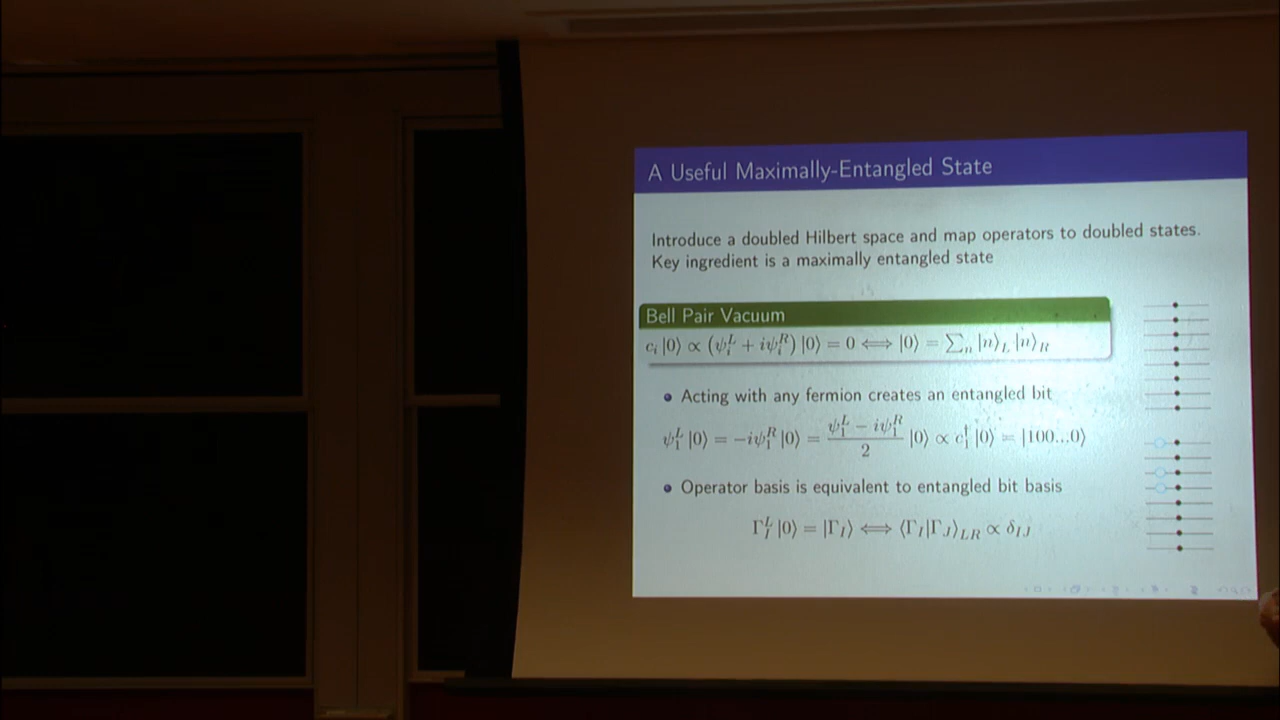 A Useful Maximally-Entangled State
Introduce a doubled Hilbert space and map operators to doubled states.
Key ingredient is a maximally entangled state
Bell Pair Vacuum
c_i |0⟩ ∝ (ψ_i^L + iψ_i^R) |0⟩ = 0 ⟺ |0⟩ = ∑_n |n⟩_L |n⟩_R
• Acting with any fermion creates an entangled bit
ψ_1^L |0⟩ = −iψ_1^R |0⟩ = (ψ_1^L − iψ_1^R)/2 |0⟩ ∝ c_1^† |0⟩ = |100...0⟩
• Operator basis is equivalent to entangled bit basis
Γ_I^L |0⟩ = |Γ_I⟩ ⟺ ⟨Γ_I|Γ_J⟩_LR ∝ δ_IJ